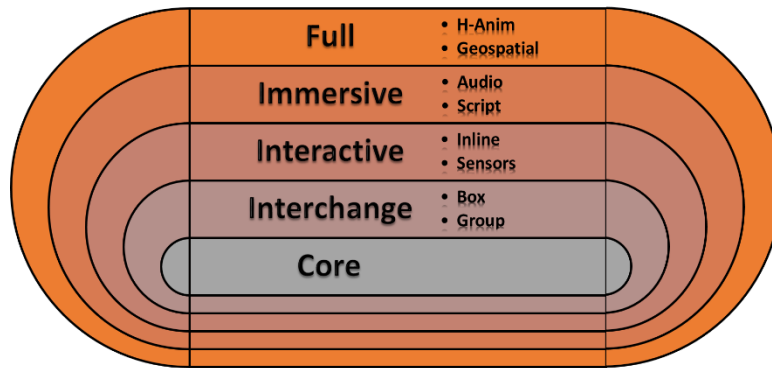 Full
• H-Anim
• Geospatial
Immersive
• Audio
• Script
Interactive
• Inline
• Sensors
Interchange
• Box
• Group
Core